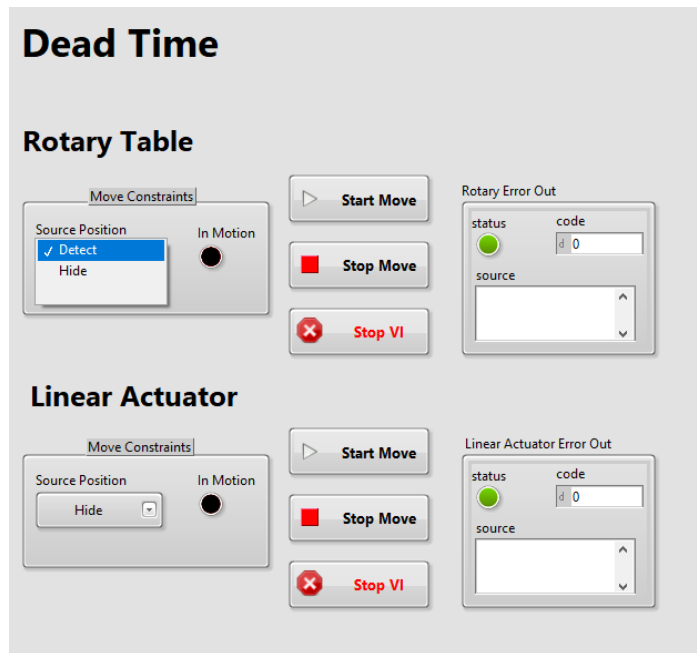 Dead Time
Rotary Table
Move Constraints
Source Position
In Motion
✓ Detect
Hide
Start Move
Stop Move
Stop VI
Rotary Error Out
status
code
d 0
source
Linear Actuator
Move Constraints
Source Position
In Motion
Hide
Start Move
Stop Move
Stop VI
Linear Actuator Error Out
status
code
d 0
source